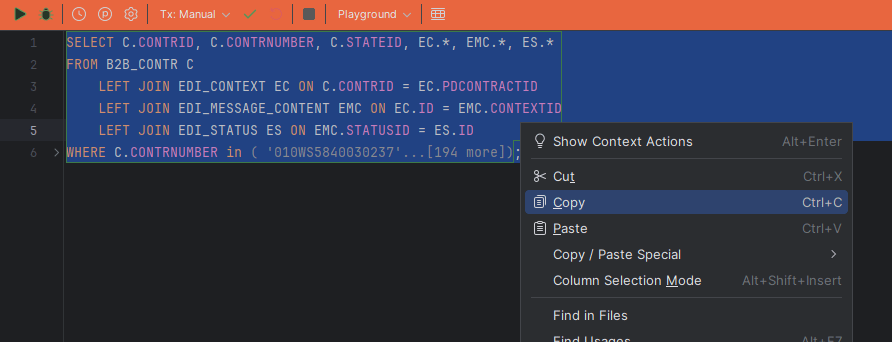 Tx: Manual
Playground
1 SELECT C.CONTRID, C.CONTRNUMBER, C.STATEID, EC.*, EMC.*, ES.*
2 FROM B2B_CONTR C
3 LEFT JOIN EDI_CONTEXT EC ON C.CONTRID = EC.PDCONTRACTID
4 LEFT JOIN EDI_MESSAGE_CONTENT EMC ON EC.ID = EMC.CONTEXTID
5 LEFT JOIN EDI_STATUS ES ON EMC.STATUSID = ES.ID
6 WHERE C.CONTRNUMBER in ( '010WS5840030237'...[194 more]);
Show Context Actions Alt+Enter
Cut Ctrl+X
Copy Ctrl+C
Paste Ctrl+V
Copy / Paste Special
Column Selection Mode Alt+Shift+Insert
Find in Files
Find Usages Alt+F7